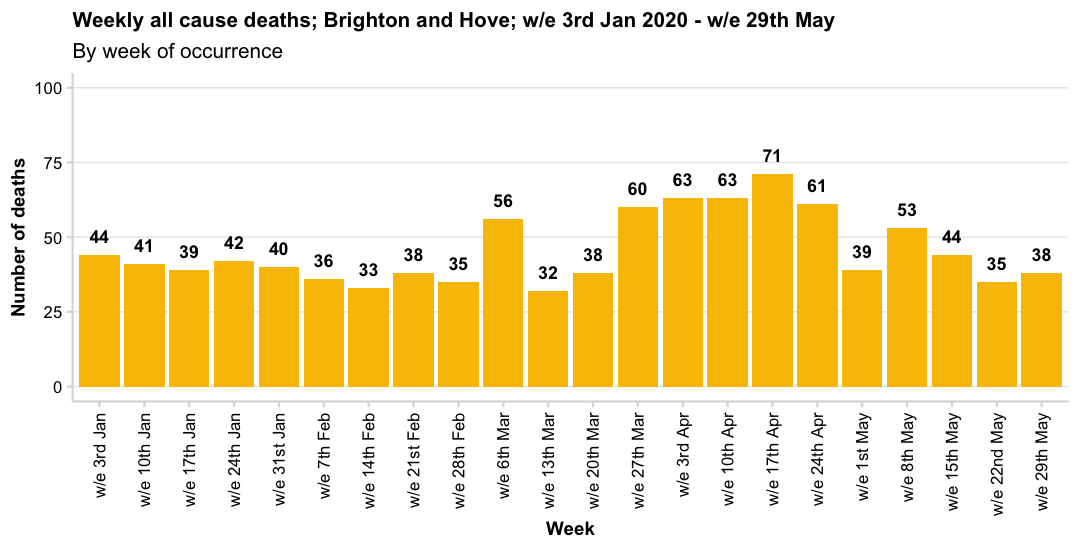 Weekly all cause deaths; Brighton and Hove; w/e 3rd Jan 2020 - w/e 29th May
By week of occurrence
Number of deaths
100
75
50
25
0
44
41
39
42
40
36
33
38
35
56
32
38
60
63
63
71
61
39
53
44
35
38
w/e 3rd Jan
w/e 10th Jan
w/e 17th Jan
w/e 24th Jan
w/e 31st Jan
w/e 7th Feb
w/e 14th Feb
w/e 21st Feb
w/e 28th Feb
w/e 6th Mar
w/e 13th Mar
w/e 20th Mar
w/e 27th Mar
w/e 3rd Apr
w/e 10th Apr
w/e 17th Apr
w/e 24th Apr
w/e 1st May
w/e 8th May
w/e 15th May
w/e 22nd May
w/e 29th May
Week